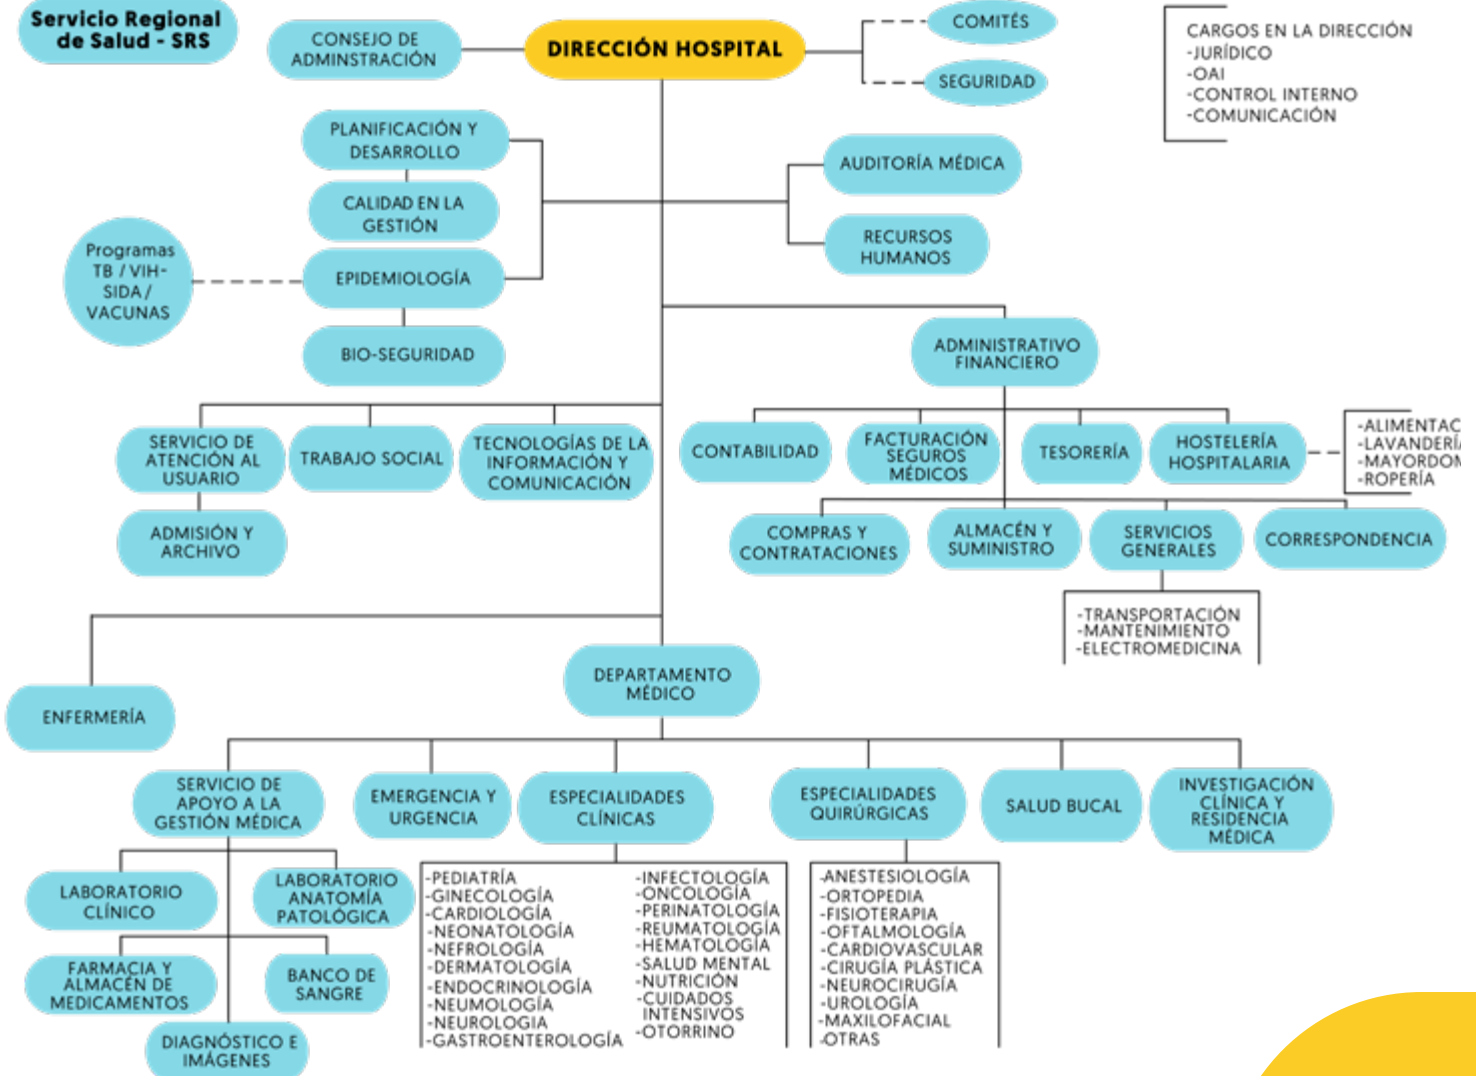 Servicio Regional
de Salud - SRS
CONSEJO DE
ADMINSTRACIÓN
DIRECCIÓN HOSPITAL
COMITÉS
SEGURIDAD
CARGOS EN LA DIRECCIÓN
-JURÍDICO
-OAI
-CONTROL INTERNO
-COMUNICACIÓN
PLANIFICACIÓN Y
DESARROLLO
CALIDAD EN LA
GESTIÓN
EPIDEMIOLOGÍA
BIO-SEGURIDAD
Programas
TB / VIH-
SIDA /
VACUNAS
AUDITORÍA MÉDICA
RECURSOS
HUMANOS
ADMINISTRATIVO
FINANCIERO
SERVICIO DE
ATENCIÓN AL
USUARIO
TRABAJO SOCIAL
TECNOLOGÍAS DE LA
INFORMACIÓN Y
COMUNICACIÓN
ADMISIÓN Y
ARCHIVO
CONTABILIDAD
FACTURACIÓN
SEGUROS
MÉDICOS
TESORERÍA
HOSTELERÍA
HOSPITALARIA
-ALIMENTAC
-LAVANDERÍA
-MAYORDOM
-ROPERÍA
COMPRAS Y
CONTRATACIONES
ALMACÉN Y
SUMINISTRO
SERVICIOS
GENERALES
CORRESPONDENCIA
-TRANSPORTACIÓN
-MANTENIMIENTO
-ELECTROMEDICINA
ENFERMERÍA
DEPARTAMENTO
MÉDICO
SERVICIO DE
APOYO A LA
GESTIÓN MÉDICA
EMERGENCIA Y
URGENCIA
ESPECIALIDADES
CLÍNICAS
ESPECIALIDADES
QUIRÚRGICAS
SALUD BUCAL
INVESTIGACIÓN
CLÍNICA Y
RESIDENCIA
MÉDICA
LABORATORIO
CLÍNICO
LABORATORIO
ANATOMÍA
PATOLÓGICA
FARMACIA Y
ALMACÉN DE
MEDICAMENTOS
BANCO DE
SANGRE
DIAGNÓSTICO E
IMÁGENES
-PEDIATRÍA
-GINECOLOGÍA
-CARDIOLOGÍA
-NEONATOLOGÍA
-NEFROLOGÍA
-DERMATOLOGÍA
-ENDOCRINOLOGÍA
-NEUMOLOGÍA
-NEUROLOGIA
-GASTROENTEROLOGÍA
-INFECTOLOGÍA
-ONCOLOGÍA
-PERINATOLOGÍA
-REUMATOLOGÍA
-HEMATOLOGÍA
-SALUD MENTAL
-NUTRICIÓN
-CUIDADOS
INTENSIVOS
-OTORRINO
-ANESTESIOLOGÍA
-ORTOPEDIA
-FISIOTERAPIA
-OFTALMOLOGÍA
-CARDIOVASCULAR
-CIRUGÍA PLÁSTICA
-NEUROCIRUGÍA
-UROLOGÍA
-MAXILOFACIAL
-OTRAS